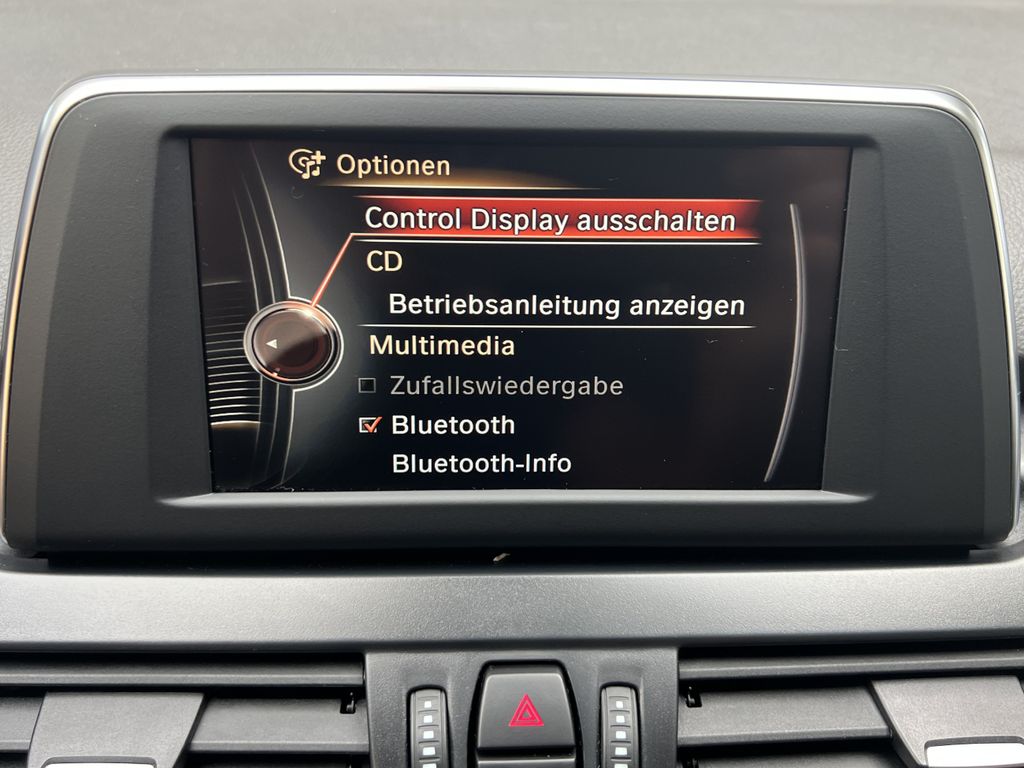 Optionen
Control Display ausschalten
CD
Betriebsanleitung anzeigen
Multimedia
Zufallswiedergabe
Bluetooth
Bluetooth-Info